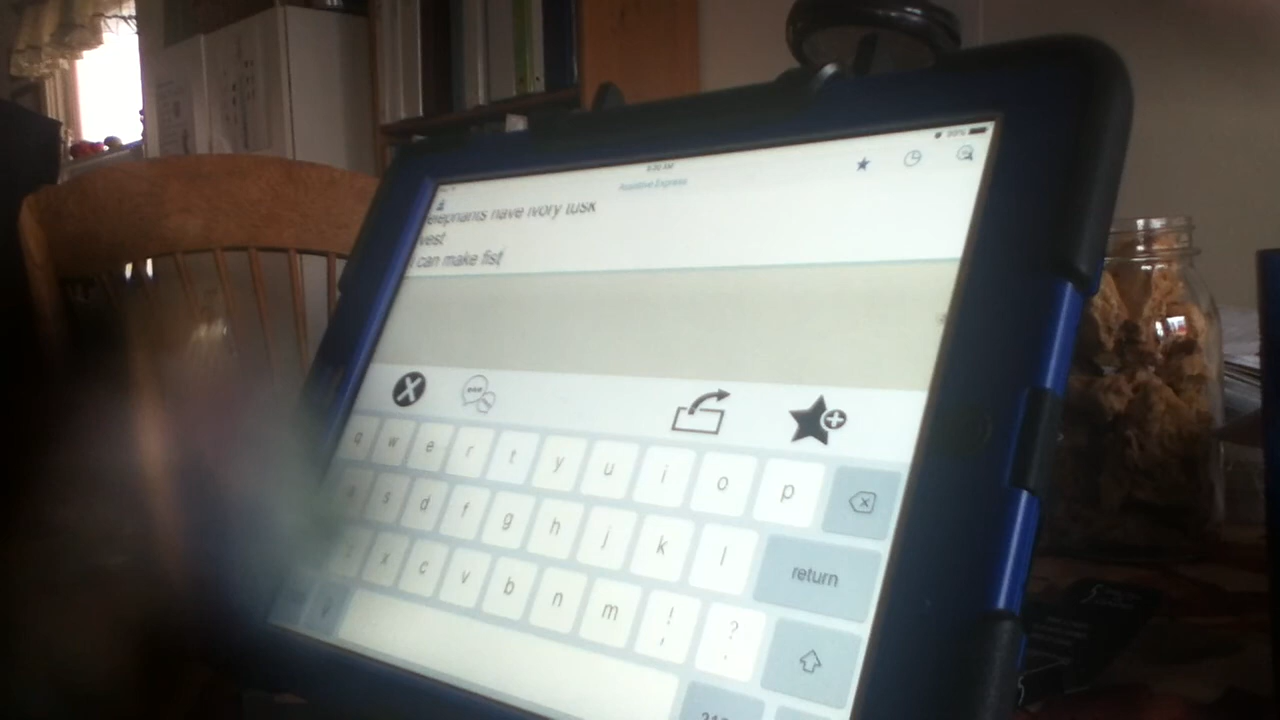 Assistive Express
elephants have ivory tusk
vest
i can make fist
q w e r t y u i o p
a s d f g h j k l return
z x c v b n m ! , ? .